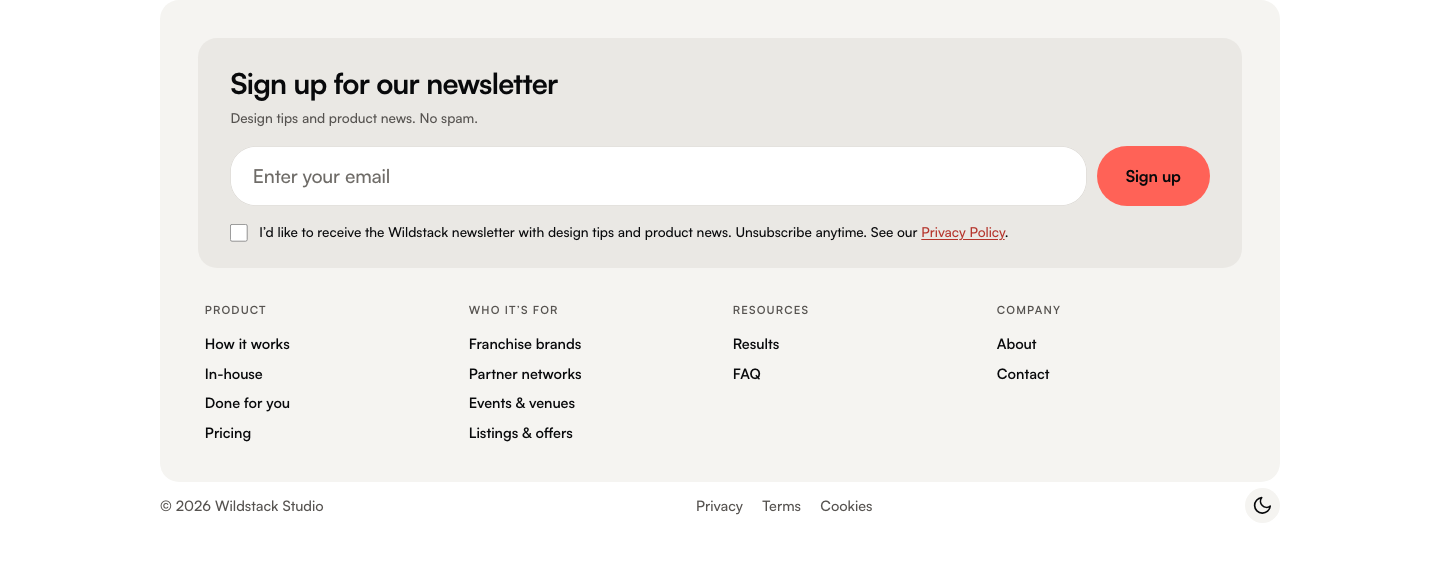 Sign up for our newsletter
Design tips and product news. No spam.
Enter your email
Sign up
I’d like to receive the Wildstack newsletter with design tips and product news. Unsubscribe anytime. See our Privacy Policy.
PRODUCT
How it works
In-house
Done for you
Pricing
WHO IT’S FOR
Franchise brands
Partner networks
Events & venues
Listings & offers
RESOURCES
Results
FAQ
COMPANY
About
Contact
© 2026 Wildstack Studio
Privacy
Terms
Cookies